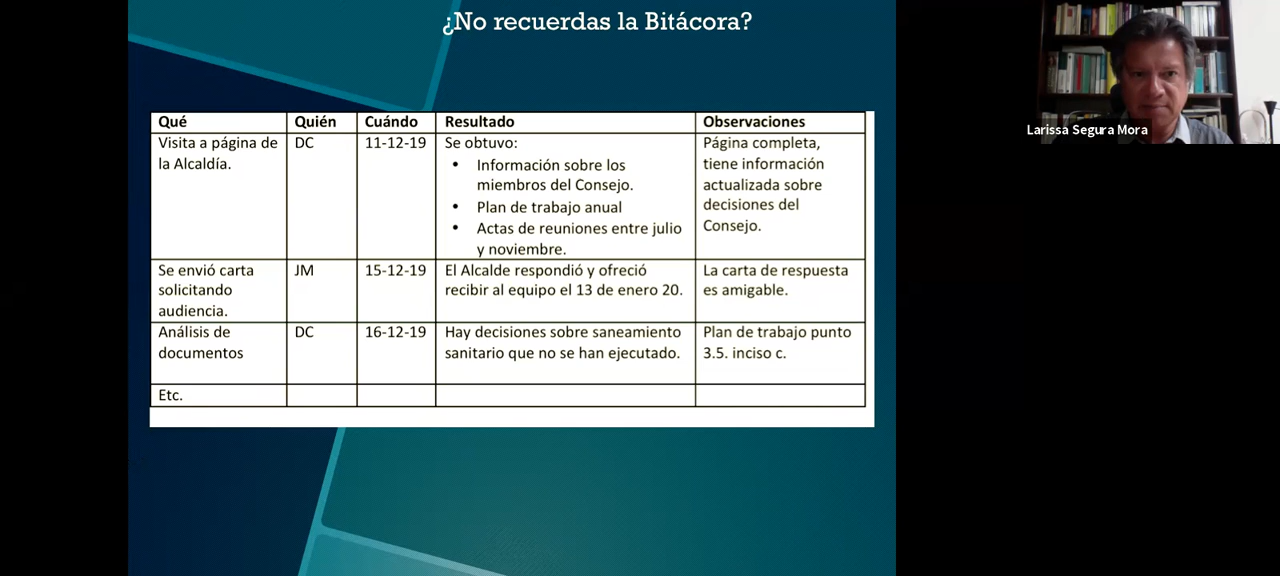 ¿No recuerdas la Bitácora?
Larissa Segura Mora
Qué
Quién
Cuándo
Resultado
Observaciones
Visita a página de
la Alcaldía.
DC
11-12-19
Se obtuvo:
• Información sobre los
miembros del Consejo.
• Plan de trabajo anual
• Actas de reuniones entre julio
y noviembre.
Página completa,
tiene información
actualizada sobre
decisiones del
Consejo.
Se envió carta
solicitando
audiencia.
JM
15-12-19
El Alcalde respondió y ofreció
recibir al equipo el 13 de enero 20.
La carta de respuesta
es amigable.
Análisis de
documentos
DC
16-12-19
Hay decisiones sobre saneamiento
sanitario que no se han ejecutado.
Plan de trabajo punto
3.5. inciso c.
Etc.